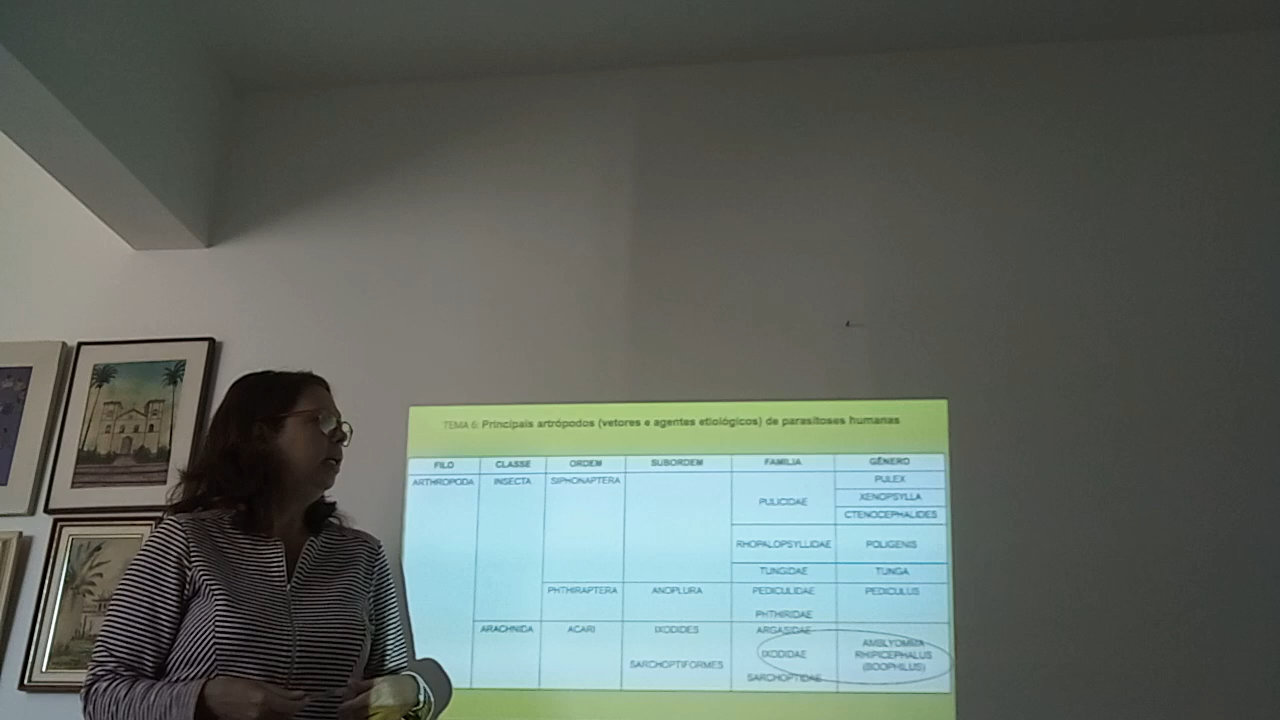 TEMA 6: Principais artrópodos (vetores e agentes etiológicos) de parasitoses humanas
FILO CLASSE ORDEM SUBORDEM FAMILIA GÊNERO
ARTHROPODA INSECTA SIPHONAPTERA PULICIDAE PULEX
XENOPSYLLA
CTENOCEPHALIDES
RHOPALOPSYLLIDAE POLIGENIS
TUNGIDAE TUNGA
PHTHIRAPTERA ANOPLURA PEDICULIDAE PEDICULUS
PHTHIRIDAE
ARACHNIDA ACARI IXODIDES ARGASIDAE
AMBLYOMMA
IXODIDAE RHIPICEPHALUS
SARCHOPTIFORMES (BOOPHILUS)
SARCHOPTIDAE